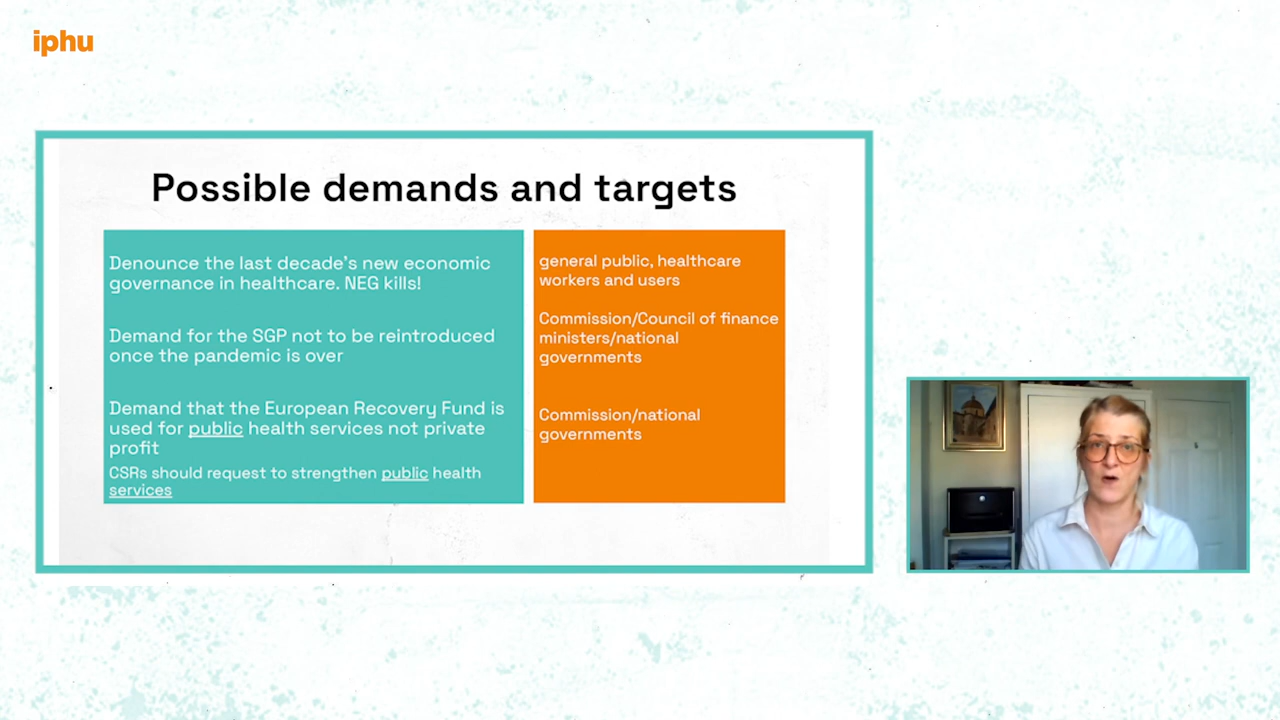 iphu
Possible demands and targets
Denounce the last decade's new economic
governance in healthcare. NEG kills!
Demand for the SGP not to be reintroduced
once the pandemic is over
Demand that the European Recovery Fund is
used for public health services not private
profit
CSRs should request to strengthen public health
services
general public, healthcare
workers and users
Commission/Council of finance
ministers/national
governments
Commission/national
governments